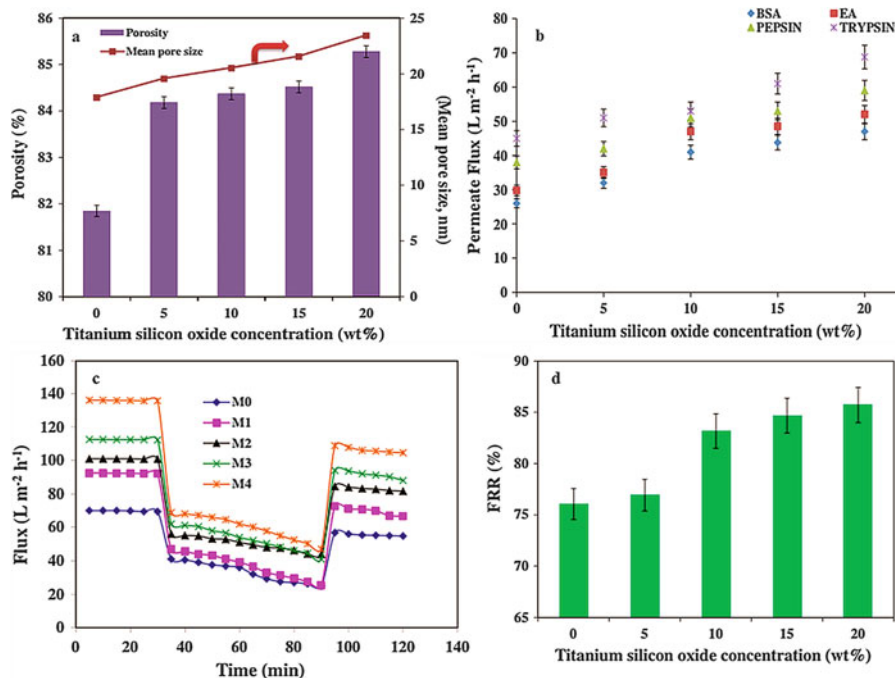 a
Porosity
Mean pore size
Porosity (%)
86
85
84
83
82
81
80
25
20
15
10
5
0
(Mean pore size, nm)
0 5 10 15 20
Titanium silicon oxide concentration (wt%)
b
BSA EA
PEPSIN TRYPSIN
Permeate Flux (L m⁻² h⁻¹)
80
70
60
50
40
30
20
10
0
0 5 10 15 20
Titanium silicon oxide concentration (wt%)
c
M0
M1
M2
M3
M4
Flux (L m⁻² h⁻¹)
160
140
120
100
80
60
40
20
0
0 20 40 60 80 100 120 140
Time (min)
d
FRR (%)
90
85
80
75
70
65
0 5 10 15 20
Titanium silicon oxide concentration (wt%)